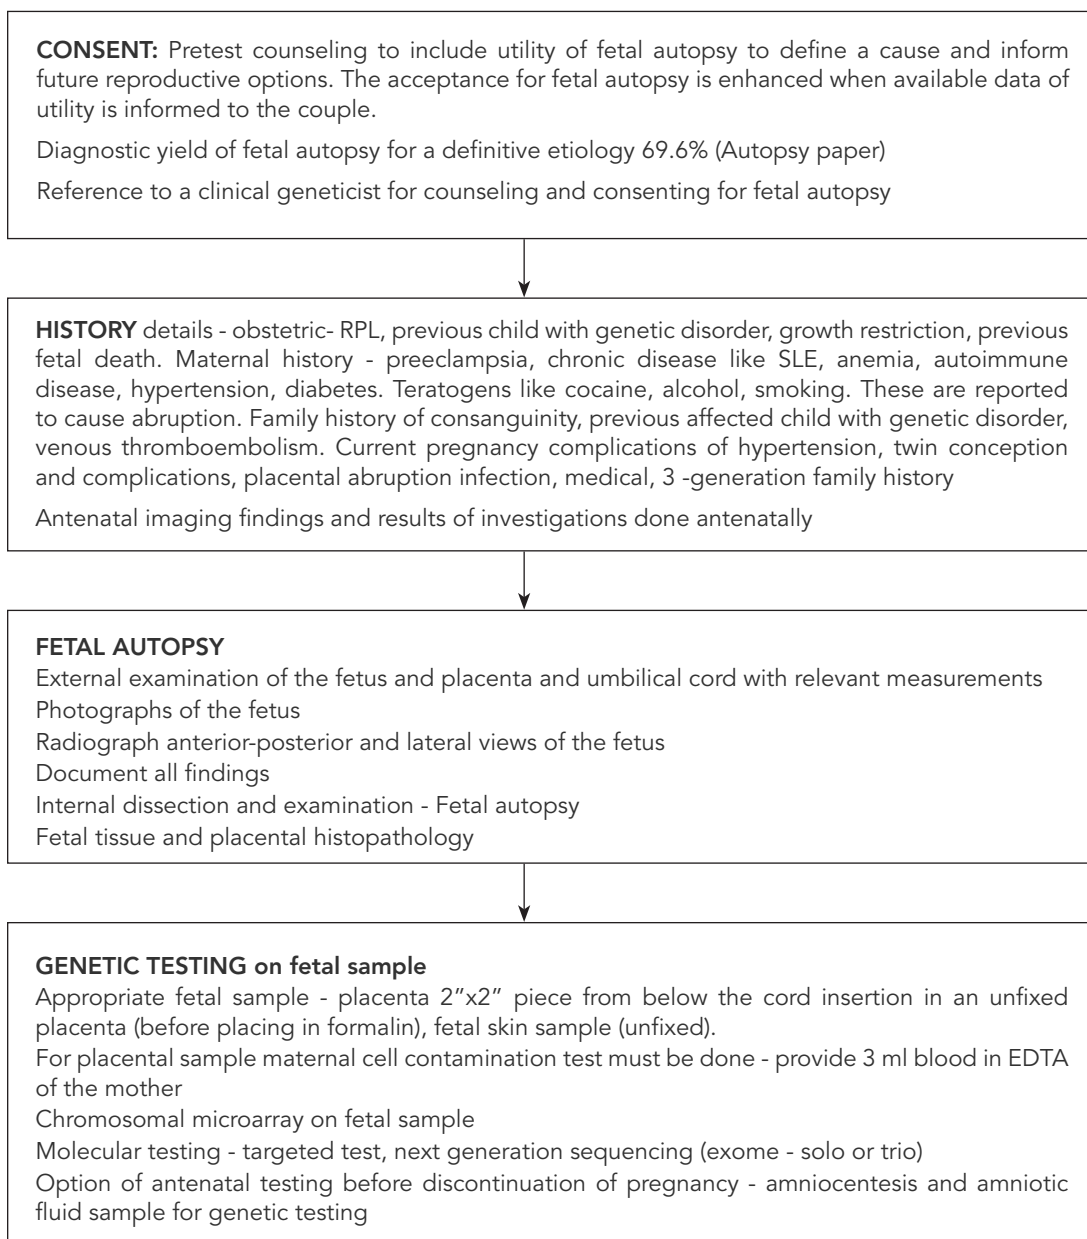 CONSENT: Pretest counseling to include utility of fetal autopsy to define a cause and inform
future reproductive options. The acceptance for fetal autopsy is enhanced when available data of
utility is informed to the couple.
Diagnostic yield of fetal autopsy for a definitive etiology 69.6% (Autopsy paper)
Reference to a clinical geneticist for counseling and consenting for fetal autopsy
HISTORY details - obstetric- RPL, previous child with genetic disorder, growth restriction, previous
fetal death. Maternal history - preeclampsia, chronic disease like SLE, anemia, autoimmune
disease, hypertension, diabetes. Teratogens like cocaine, alcohol, smoking. These are reported
to cause abruption. Family history of consanguinity, previous affected child with genetic disorder,
venous thromboembolism. Current pregnancy complications of hypertension, twin conception
and complications, placental abruption infection, medical, 3 -generation family history
Antenatal imaging findings and results of investigations done antenatally
FETAL AUTOPSY
External examination of the fetus and placenta and umbilical cord with relevant measurements
Photographs of the fetus
Radiograph anterior-posterior and lateral views of the fetus
Document all findings
Internal dissection and examination - Fetal autopsy
Fetal tissue and placental histopathology
GENETIC TESTING on fetal sample
Appropriate fetal sample - placenta 2”x2” piece from below the cord insertion in an unfixed
placenta (before placing in formalin), fetal skin sample (unfixed).
For placental sample maternal cell contamination test must be done - provide 3 ml blood in EDTA
of the mother
Chromosomal microarray on fetal sample
Molecular testing - targeted test, next generation sequencing (exome - solo or trio)
Option of antenatal testing before discontinuation of pregnancy - amniocentesis and amniotic
fluid sample for genetic testing